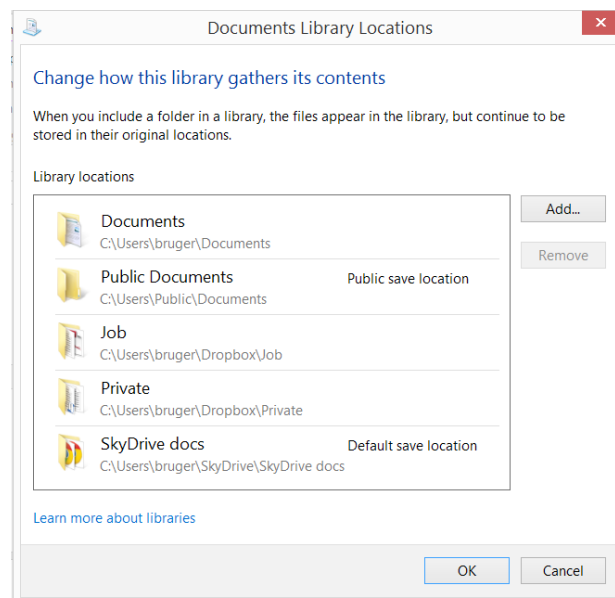 Documents Library Locations
Change how this library gathers its contents
When you include a folder in a library, the files appear in the library, but continue to be
stored in their original locations.
Library locations
Documents
C:\Users\bruger\Documents
Public Documents Public save location
C:\Users\Public\Documents
Job
C:\Users\bruger\Dropbox\Job
Private
C:\Users\bruger\Dropbox\Private
SkyDrive docs Default save location
C:\Users\bruger\SkyDrive\SkyDrive docs
Add...
Remove
Learn more about libraries
OK Cancel